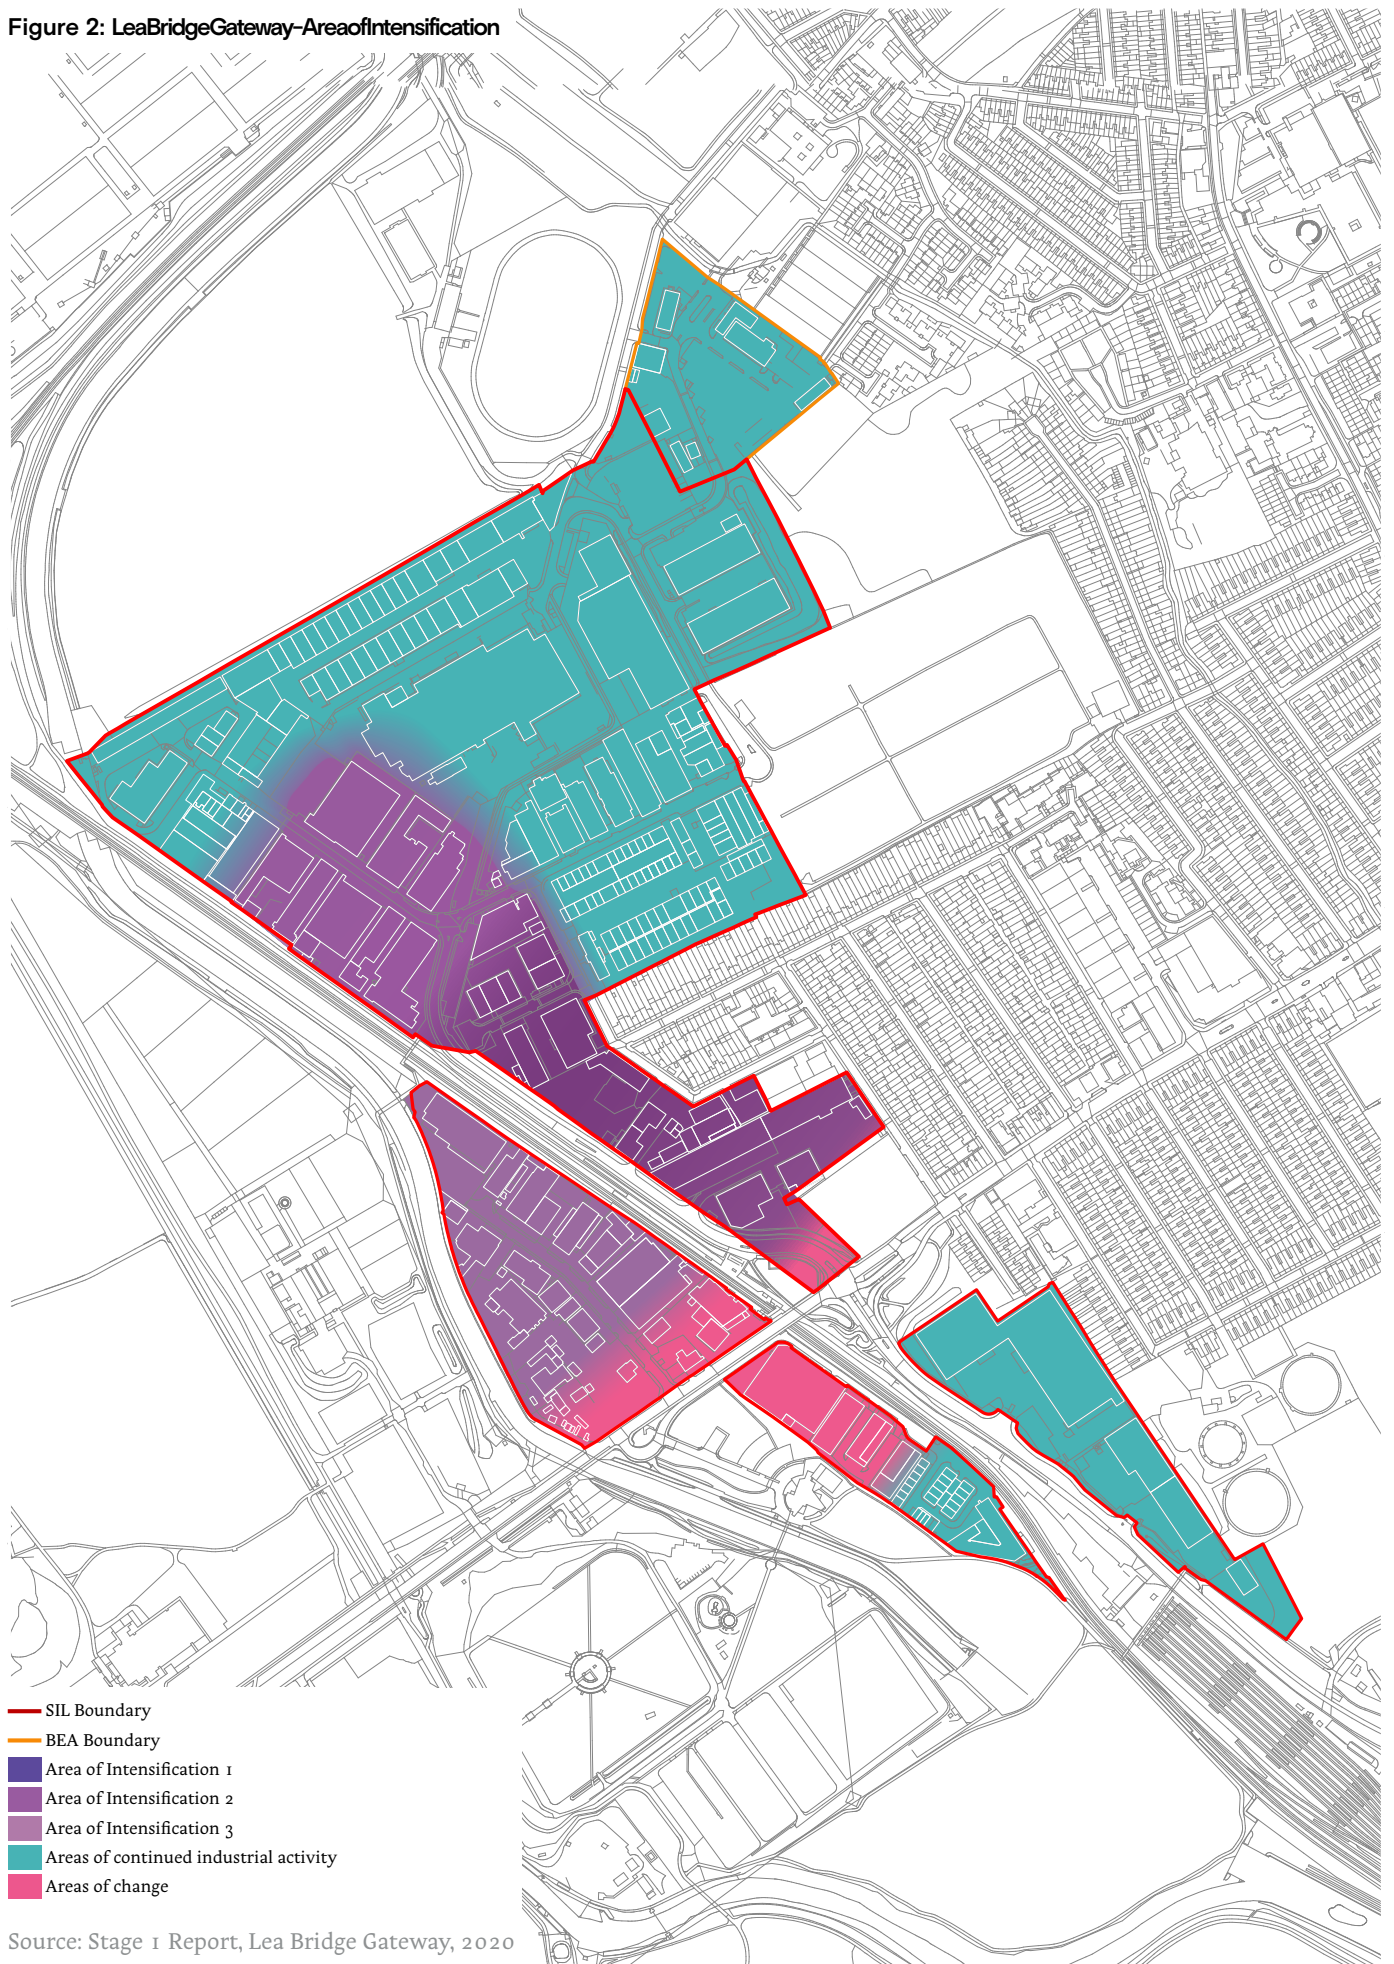 Figure 2: LeaBridgeGateway-AreaofIntensification
SIL Boundary
BEA Boundary
Area of Intensification 1
Area of Intensification 2
Area of Intensification 3
Areas of continued industrial activity
Areas of change
Source: Stage 1 Report, Lea Bridge Gateway, 2020